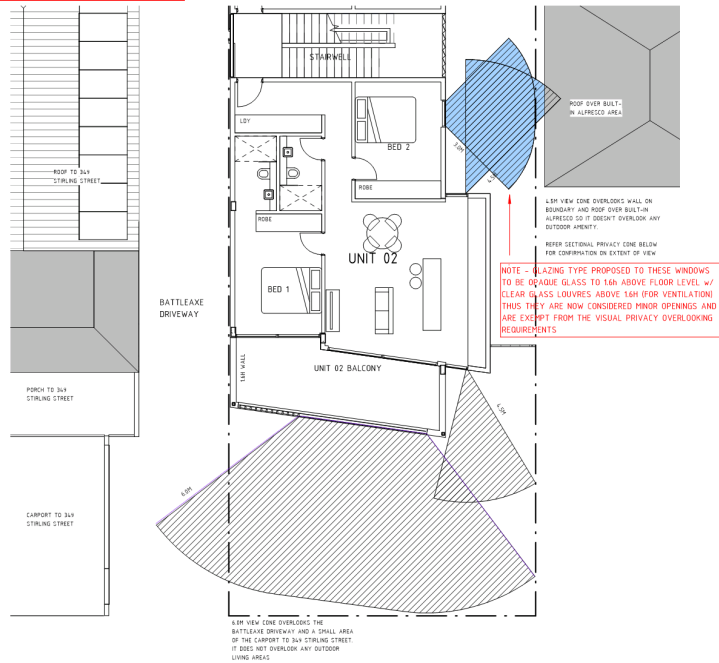 STAIRWELL
LDY
BED 2
ROBE
3.0M
4.5M
ROOF OVER BUILT-
IN ALFRESCO AREA
ROOF TO 349
STIRLING STREET
4.5M VIEW CONE OVERLOOKS WALL ON
BOUNDARY AND ROOF OVER BUILT-IN
ALFRESCO SO IT DOESN'T OVERLOOK ANY
OUTDOOR AMENITY.
REFER SECTIONAL PRIVACY CONE BELOW
FOR CONFIRMATION ON EXTENT OF VIEW
ROBE
UNIT 02
NOTE - GLAZING TYPE PROPOSED TO THESE WINDOWS
TO BE OPAQUE GLASS TO 1.6h ABOVE FLOOR LEVEL w/
CLEAR GLASS LOUVRES ABOVE 1.6H (FOR VENTILATION)
THUS THEY ARE NOW CONSIDERED MINOR OPENINGS AND
ARE EXEMPT FROM THE VISUAL PRIVACY OVERLOOKING
REQUIREMENTS
BED 1
BATTLEAXE
DRIVEWAY
1.6H WALL
UNIT 02 BALCONY
PORCH TO 349
STIRLING STREET
4.5M
6.0M
CARPORT TO 349
STIRLING STREET
6.0M VIEW CONE OVERLOOKS THE
BATTLEAXE DRIVEWAY AND A SMALL AREA
OF THE CARPORT TO 349 STIRLING STREET.
IT DOES NOT OVERLOOK ANY OUTDOOR
LIVING AREAS